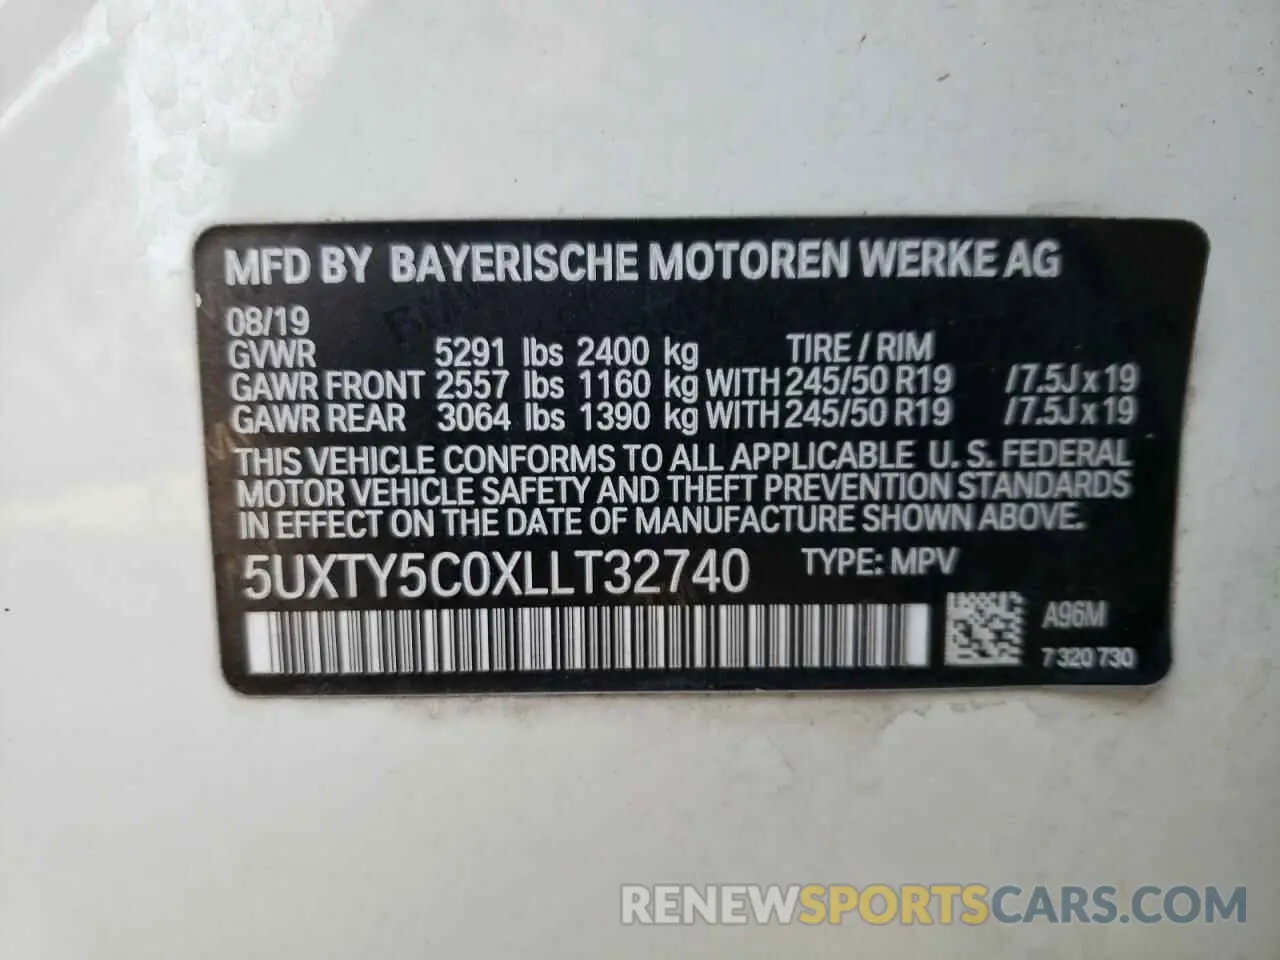 MFD BY BAYERISCHE MOTOREN WERKE AG
08/19
GVWR 5291 lbs 2400 kg TIRE / RIM
GAWR FRONT 2557 lbs 1160 kg WITH 245/50 R19 / 7.5J x 19
GAWR REAR 3064 lbs 1390 kg WITH 245/50 R19 / 7.5J x 19
THIS VEHICLE CONFORMS TO ALL APPLICABLE U. S. FEDERAL
MOTOR VEHICLE SAFETY AND THEFT PREVENTION STANDARDS
IN EFFECT ON THE DATE OF MANUFACTURE SHOWN ABOVE.
5UXTY5C0XLLT32740 TYPE: MPV
A96M
7 320 730
RENEWSPORTSCARS.COM